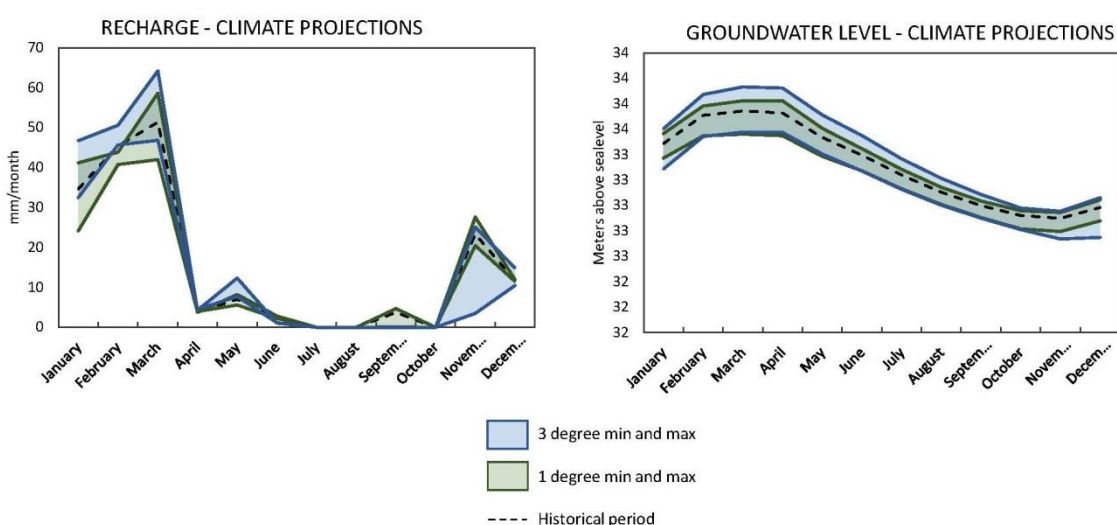 RECHARGE - CLIMATE PROJECTIONS
mm/month
70
60
50
40
30
20
10
0
January
February
March
April
May
June
July
August
Septem...
October
Novem...
Decem...
GROUNDWATER LEVEL - CLIMATE PROJECTIONS
Meters above sealevel
34
34
34
34
33
33
33
33
33
32
32
32
January
February
March
April
May
June
July
August
Septem...
October
Novem...
Decem...
3 degree min and max
1 degree min and max
Historical period